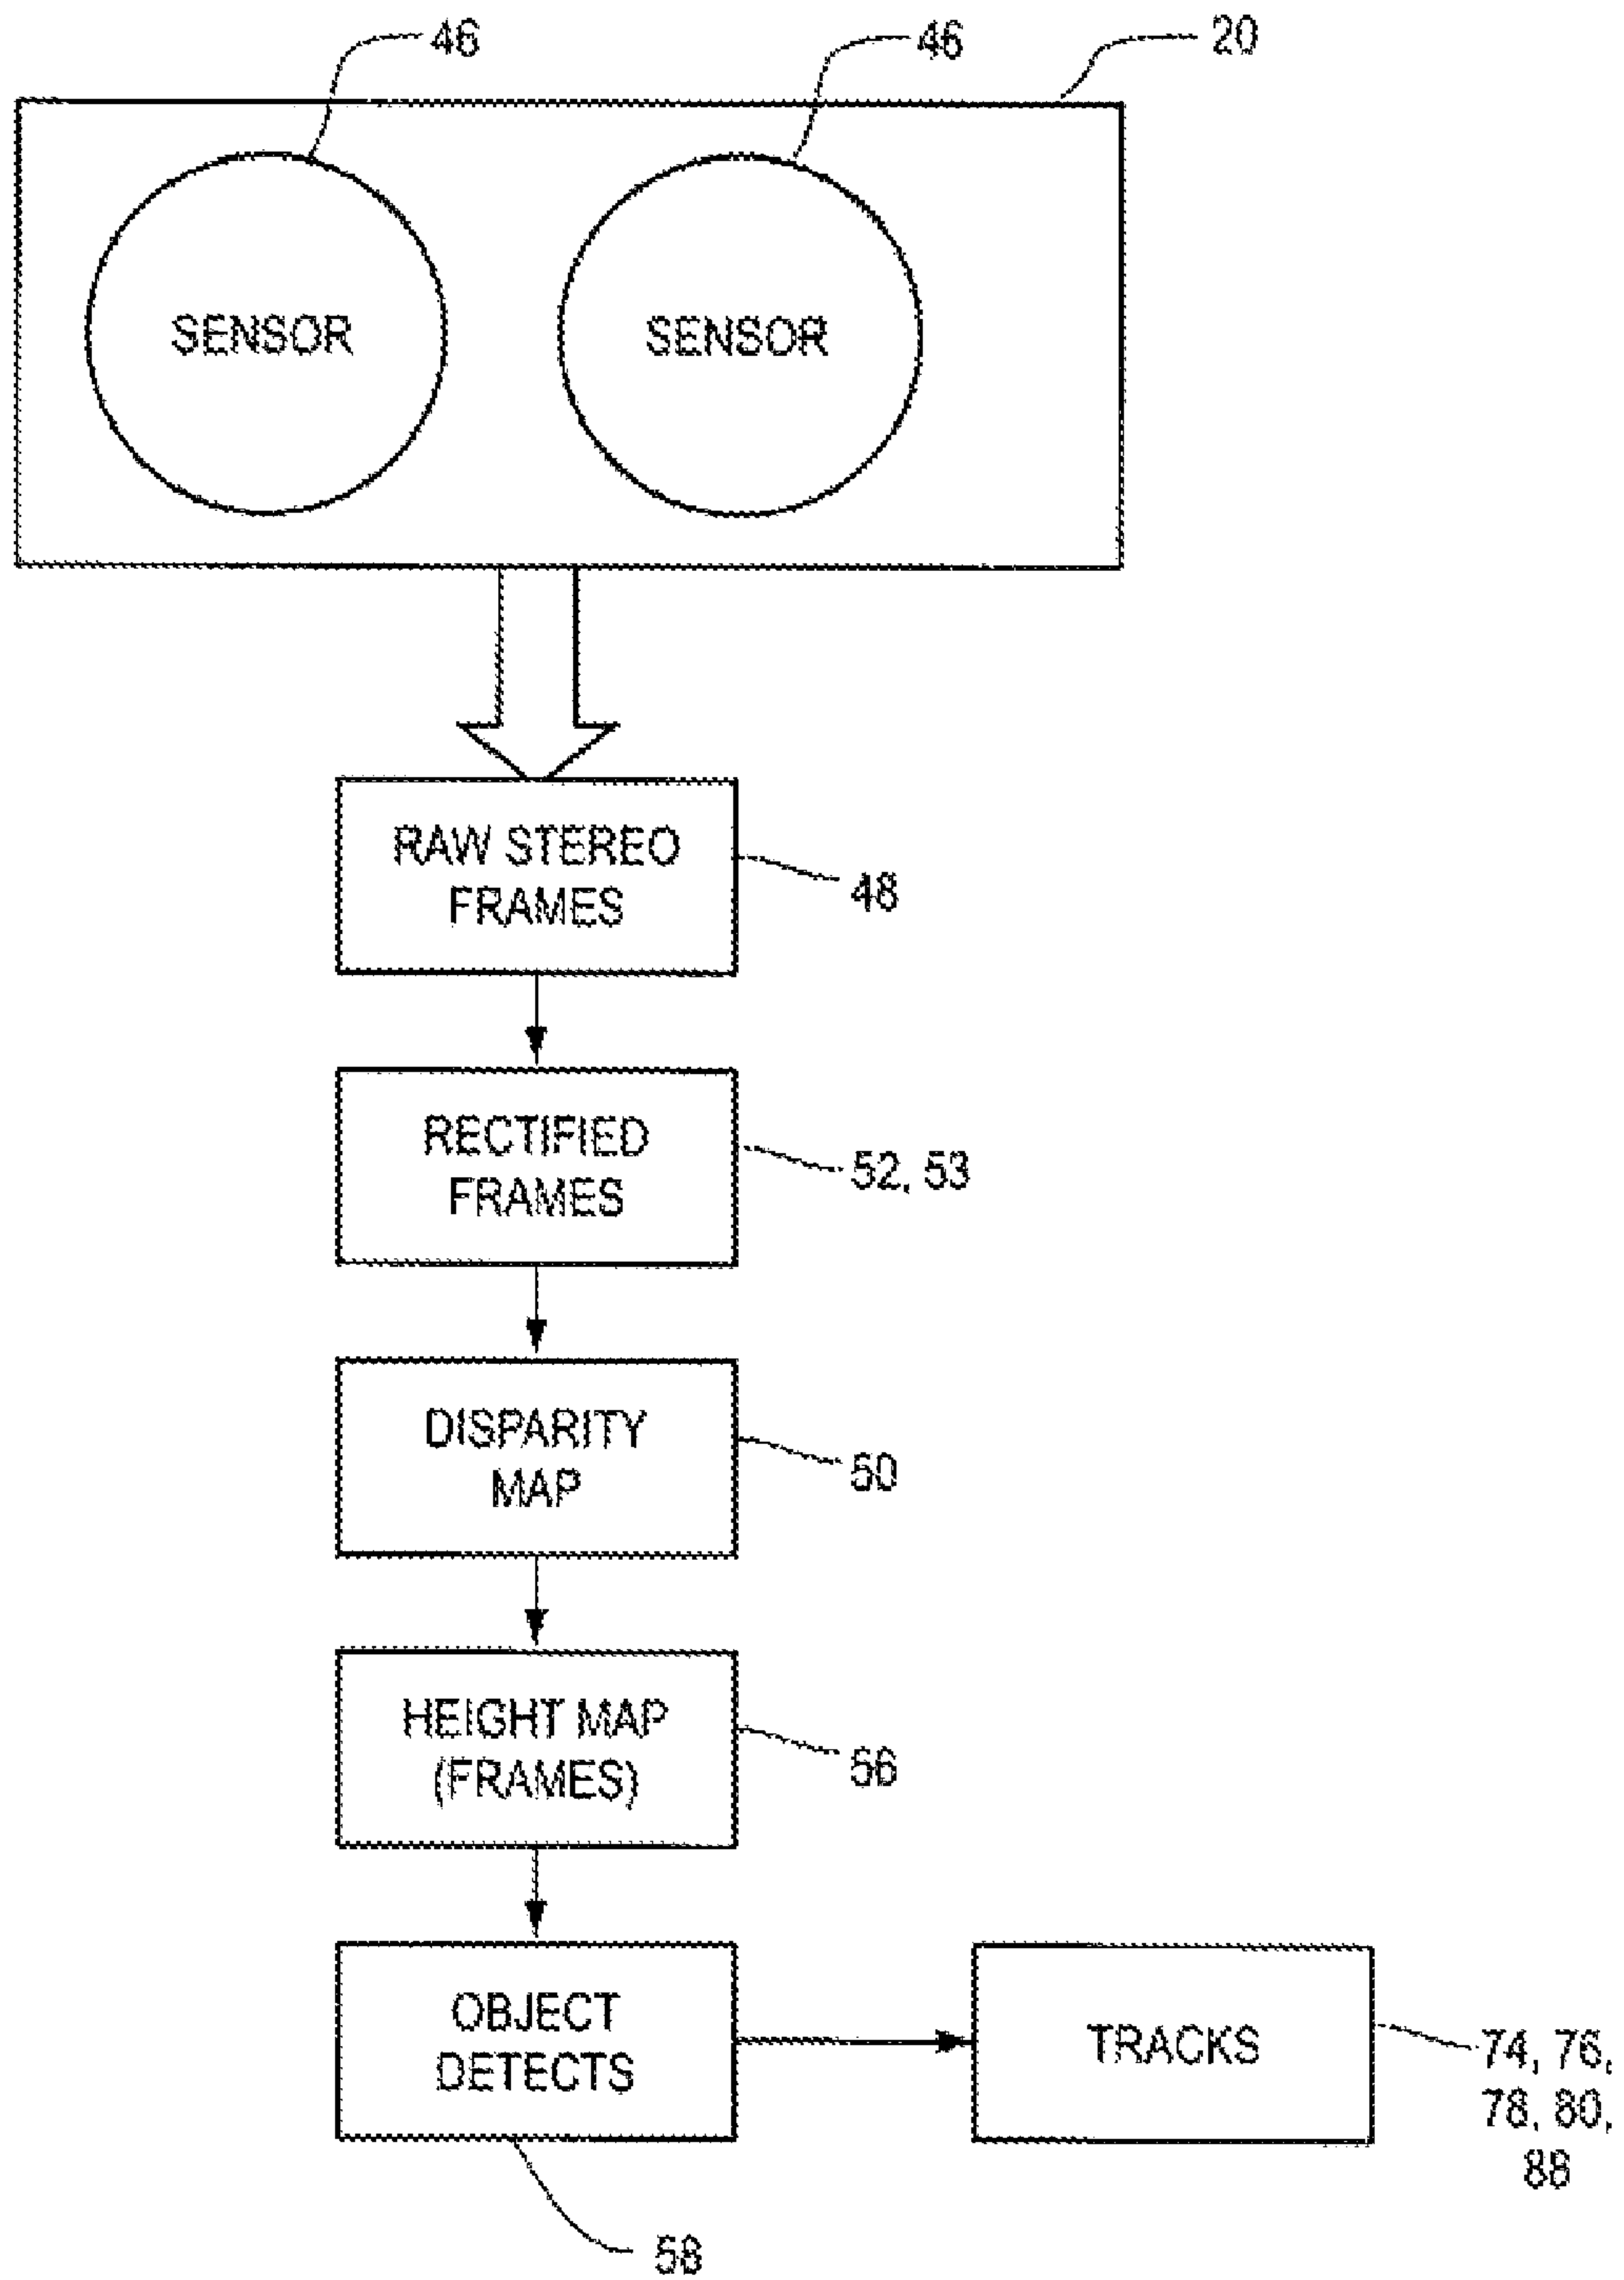 46
46
20
SENSOR
SENSOR
RAW STEREO
FRAMES
48
RECTIFIED
FRAMES
52, 53
DISPARITY
MAP
50
HEIGHT MAP
(FRAMES)
56
OBJECT
DETECTS
TRACKS
74, 76,
78, 80,
88
58